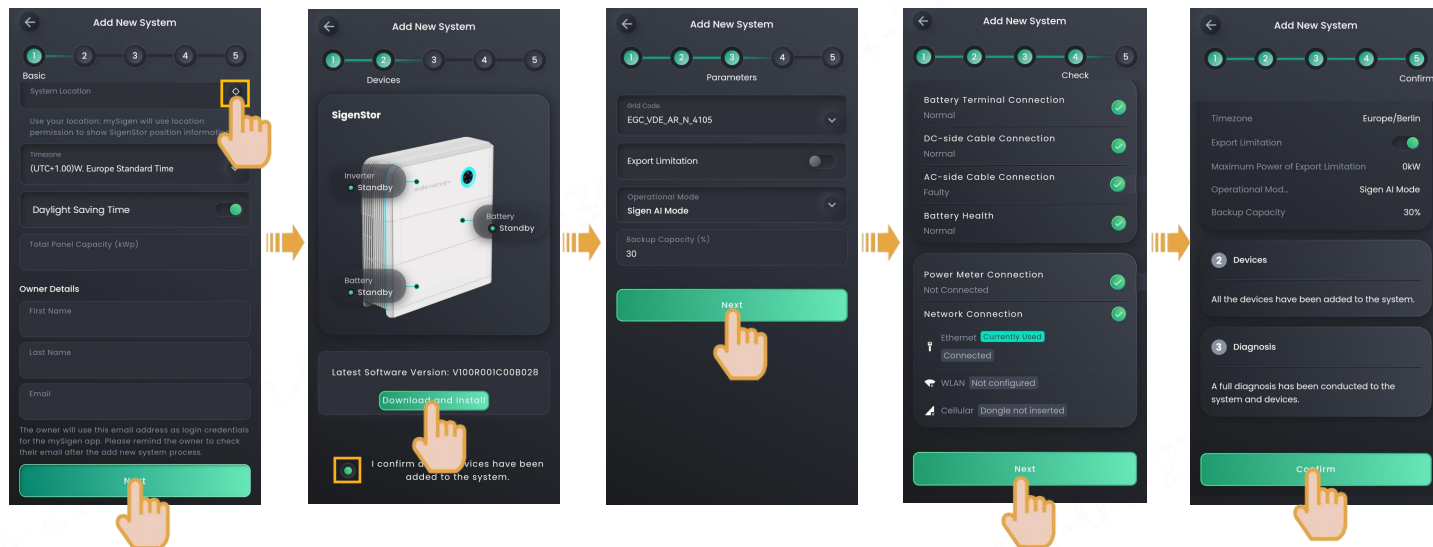 Add New System
1
2
3
4
5
Basic
System Location
Use your location: mySigen will use location
permission to show SigenStor position information
Timezone
(UTC+1.00)W. Europe Standard Time
Daylight Saving Time
Total Panel Capacity (kWp)
Owner Details
First Name
Last Name
Email
The owner will use this email address as login credentials
for the mySigen app. Please remind the owner to check
their email after the add new system process.
Next
Add New System
1
2
3
4
5
Devices
SigenStor
Inverter
Standby
Battery
Standby
Battery
Standby
Latest Software Version: V100R001C00B028
Download and Install
I confirm devices have been
added to the system.
Add New System
1
2
3
4
5
Parameters
Grid Code
EGC_VDE_AR_N_4105
Export Limitation
Operational Mode
Sigen AI Mode
Backup Capacity (%)
30
Next
Add New System
1
2
3
4
5
Check
Battery Terminal Connection
Normal
DC-side Cable Connection
Normal
AC-side Cable Connection
Faulty
Battery Health
Normal
Power Meter Connection
Not Connected
Network Connection
Ethernet Currently Used
Connected
WLAN Not configured
Cellular Dongle not inserted
Next
Add New System
1
2
3
4
5
Confirm
Timezone Europe/Berlin
Export Limitation
Maximum Power of Export Limitation 0kW
Operational Mod... Sigen AI Mode
Backup Capacity 30%
2 Devices
All the devices have been added to the system.
3 Diagnosis
A full diagnosis has been conducted to the
system and devices.
Confirm